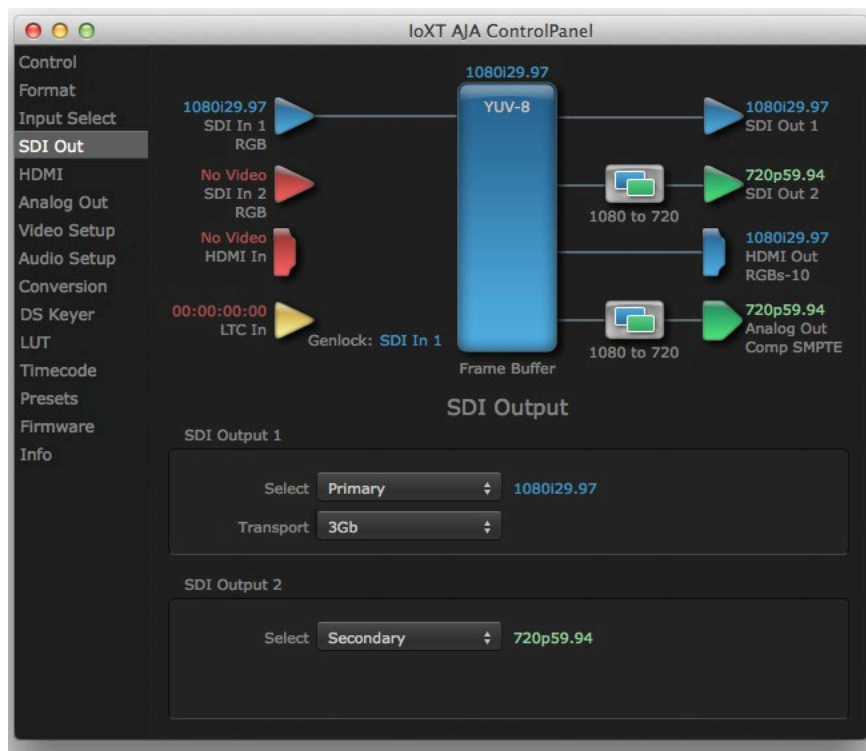 IoXT AJA ControlPanel
Control
Format
Input Select
SDI Out
HDMI
Analog Out
Video Setup
Audio Setup
Conversion
DS Keyer
LUT
Timecode
Presets
Firmware
Info
1080i29.97
YUV-8
1080i29.97
SDI In 1
RGB
No Video
SDI In 2
RGB
No Video
HDMI In
00:00:00:00
LTC In
Genlock: SDI In 1
Frame Buffer
1080i29.97
SDI Out 1
1080 to 720
720p59.94
SDI Out 2
1080i29.97
HDMI Out
RGBs-10
1080 to 720
720p59.94
Analog Out
Comp SMPTE
SDI Output
SDI Output 1
Select Primary 1080i29.97
Transport 3Gb
SDI Output 2
Select Secondary 720p59.94